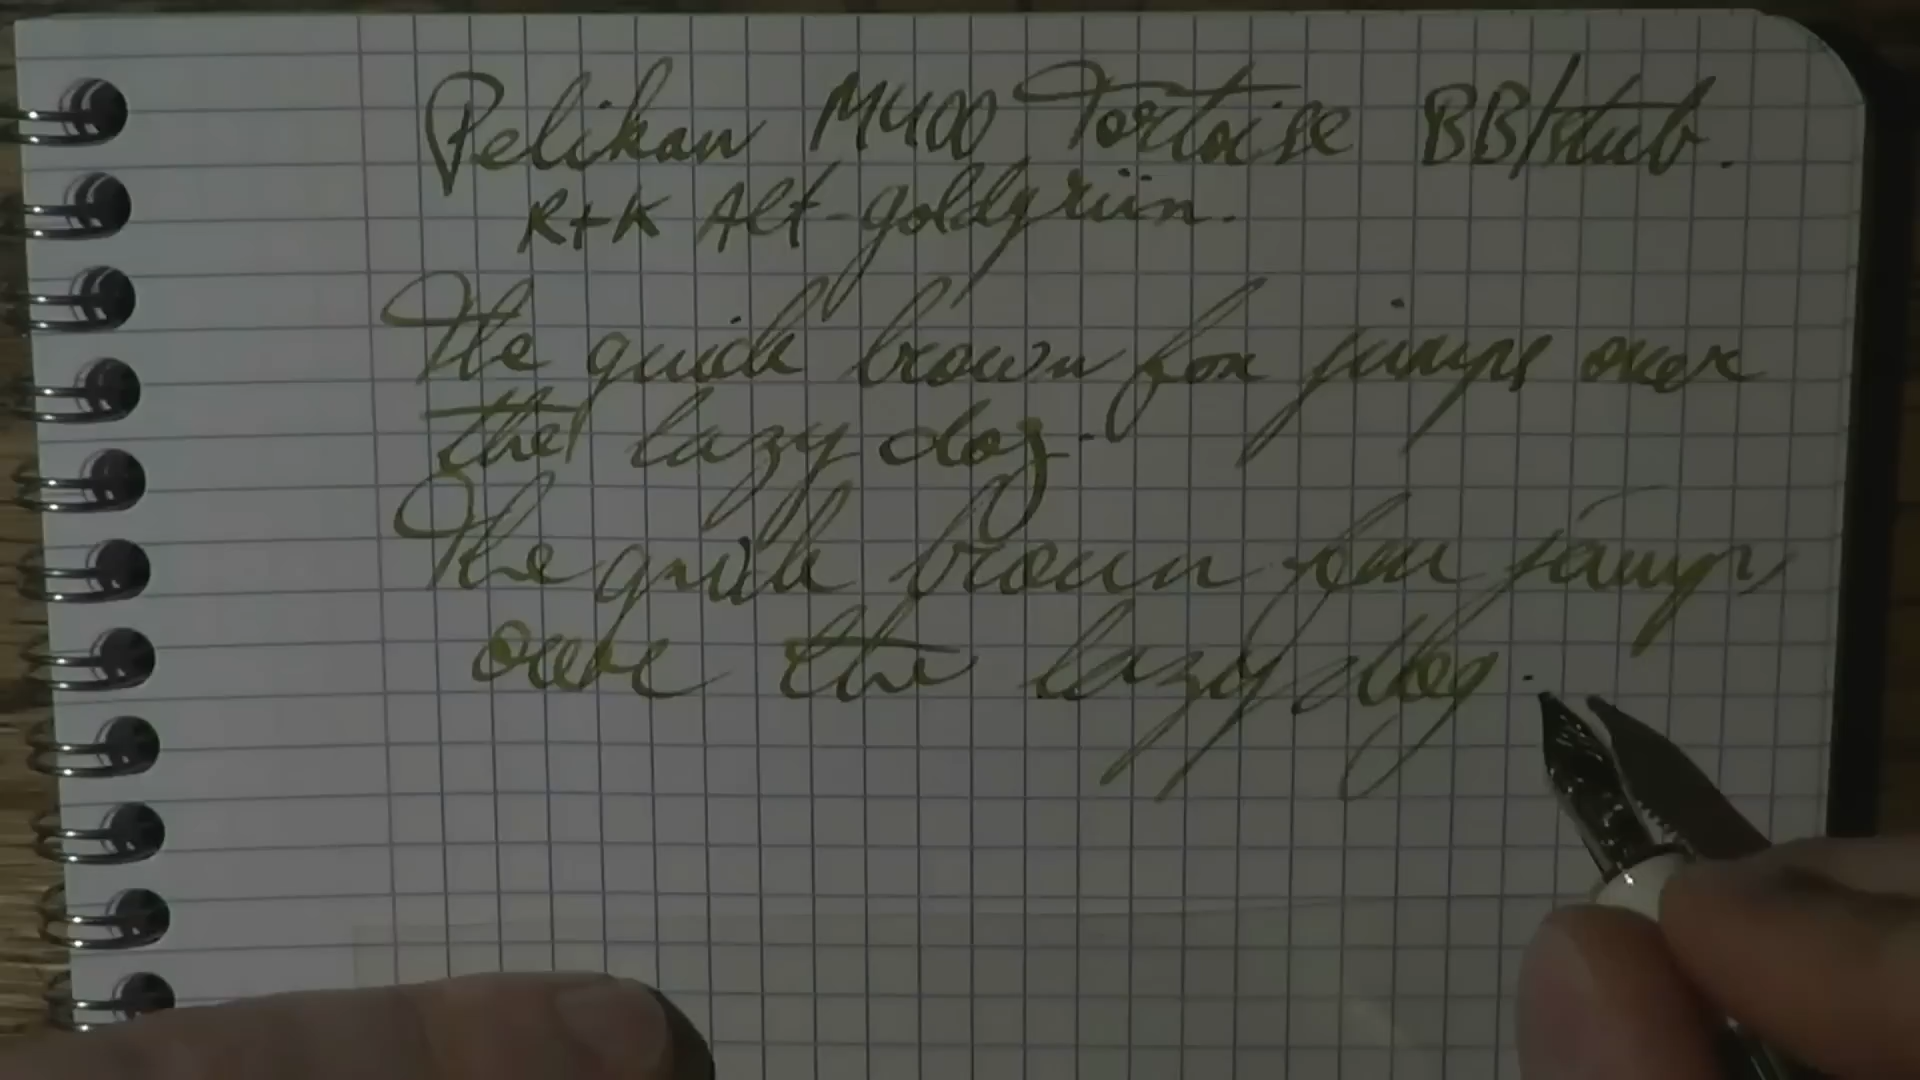 Pelikan M400 Tortoise BB/stub.
R+K Alt-goldgrün.
The quick brown fox jumps over
the lazy dog.
The quick brown fox jumps
over the lazy dog.